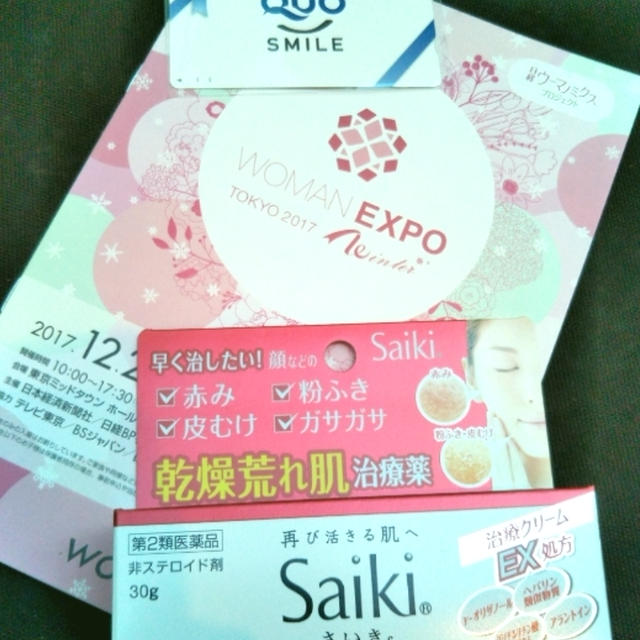 QUO
SMILE
日経ウーマノミクス
プロジェクト
WOMAN EXPO
TOKYO 2017
Winter
2017.12.2
開催時間 10:00~17:30
会場 東京ミッドタウン ホール
主催 日本経済新聞社/日経BP
協力 テレビ東京/BSジャパン/
早く治したい!顔などの
Saiki
赤み
粉ふき
皮むけ
ガサガサ
乾燥荒れ肌治療薬
赤み
粉ふき・皮むけ
WO
第2類医薬品
非ステロイド剤
30g
再び活きる肌へ
Saiki®
さいき®
治療クリーム
EX処方
ヘパリン
類似物質
アラントイン